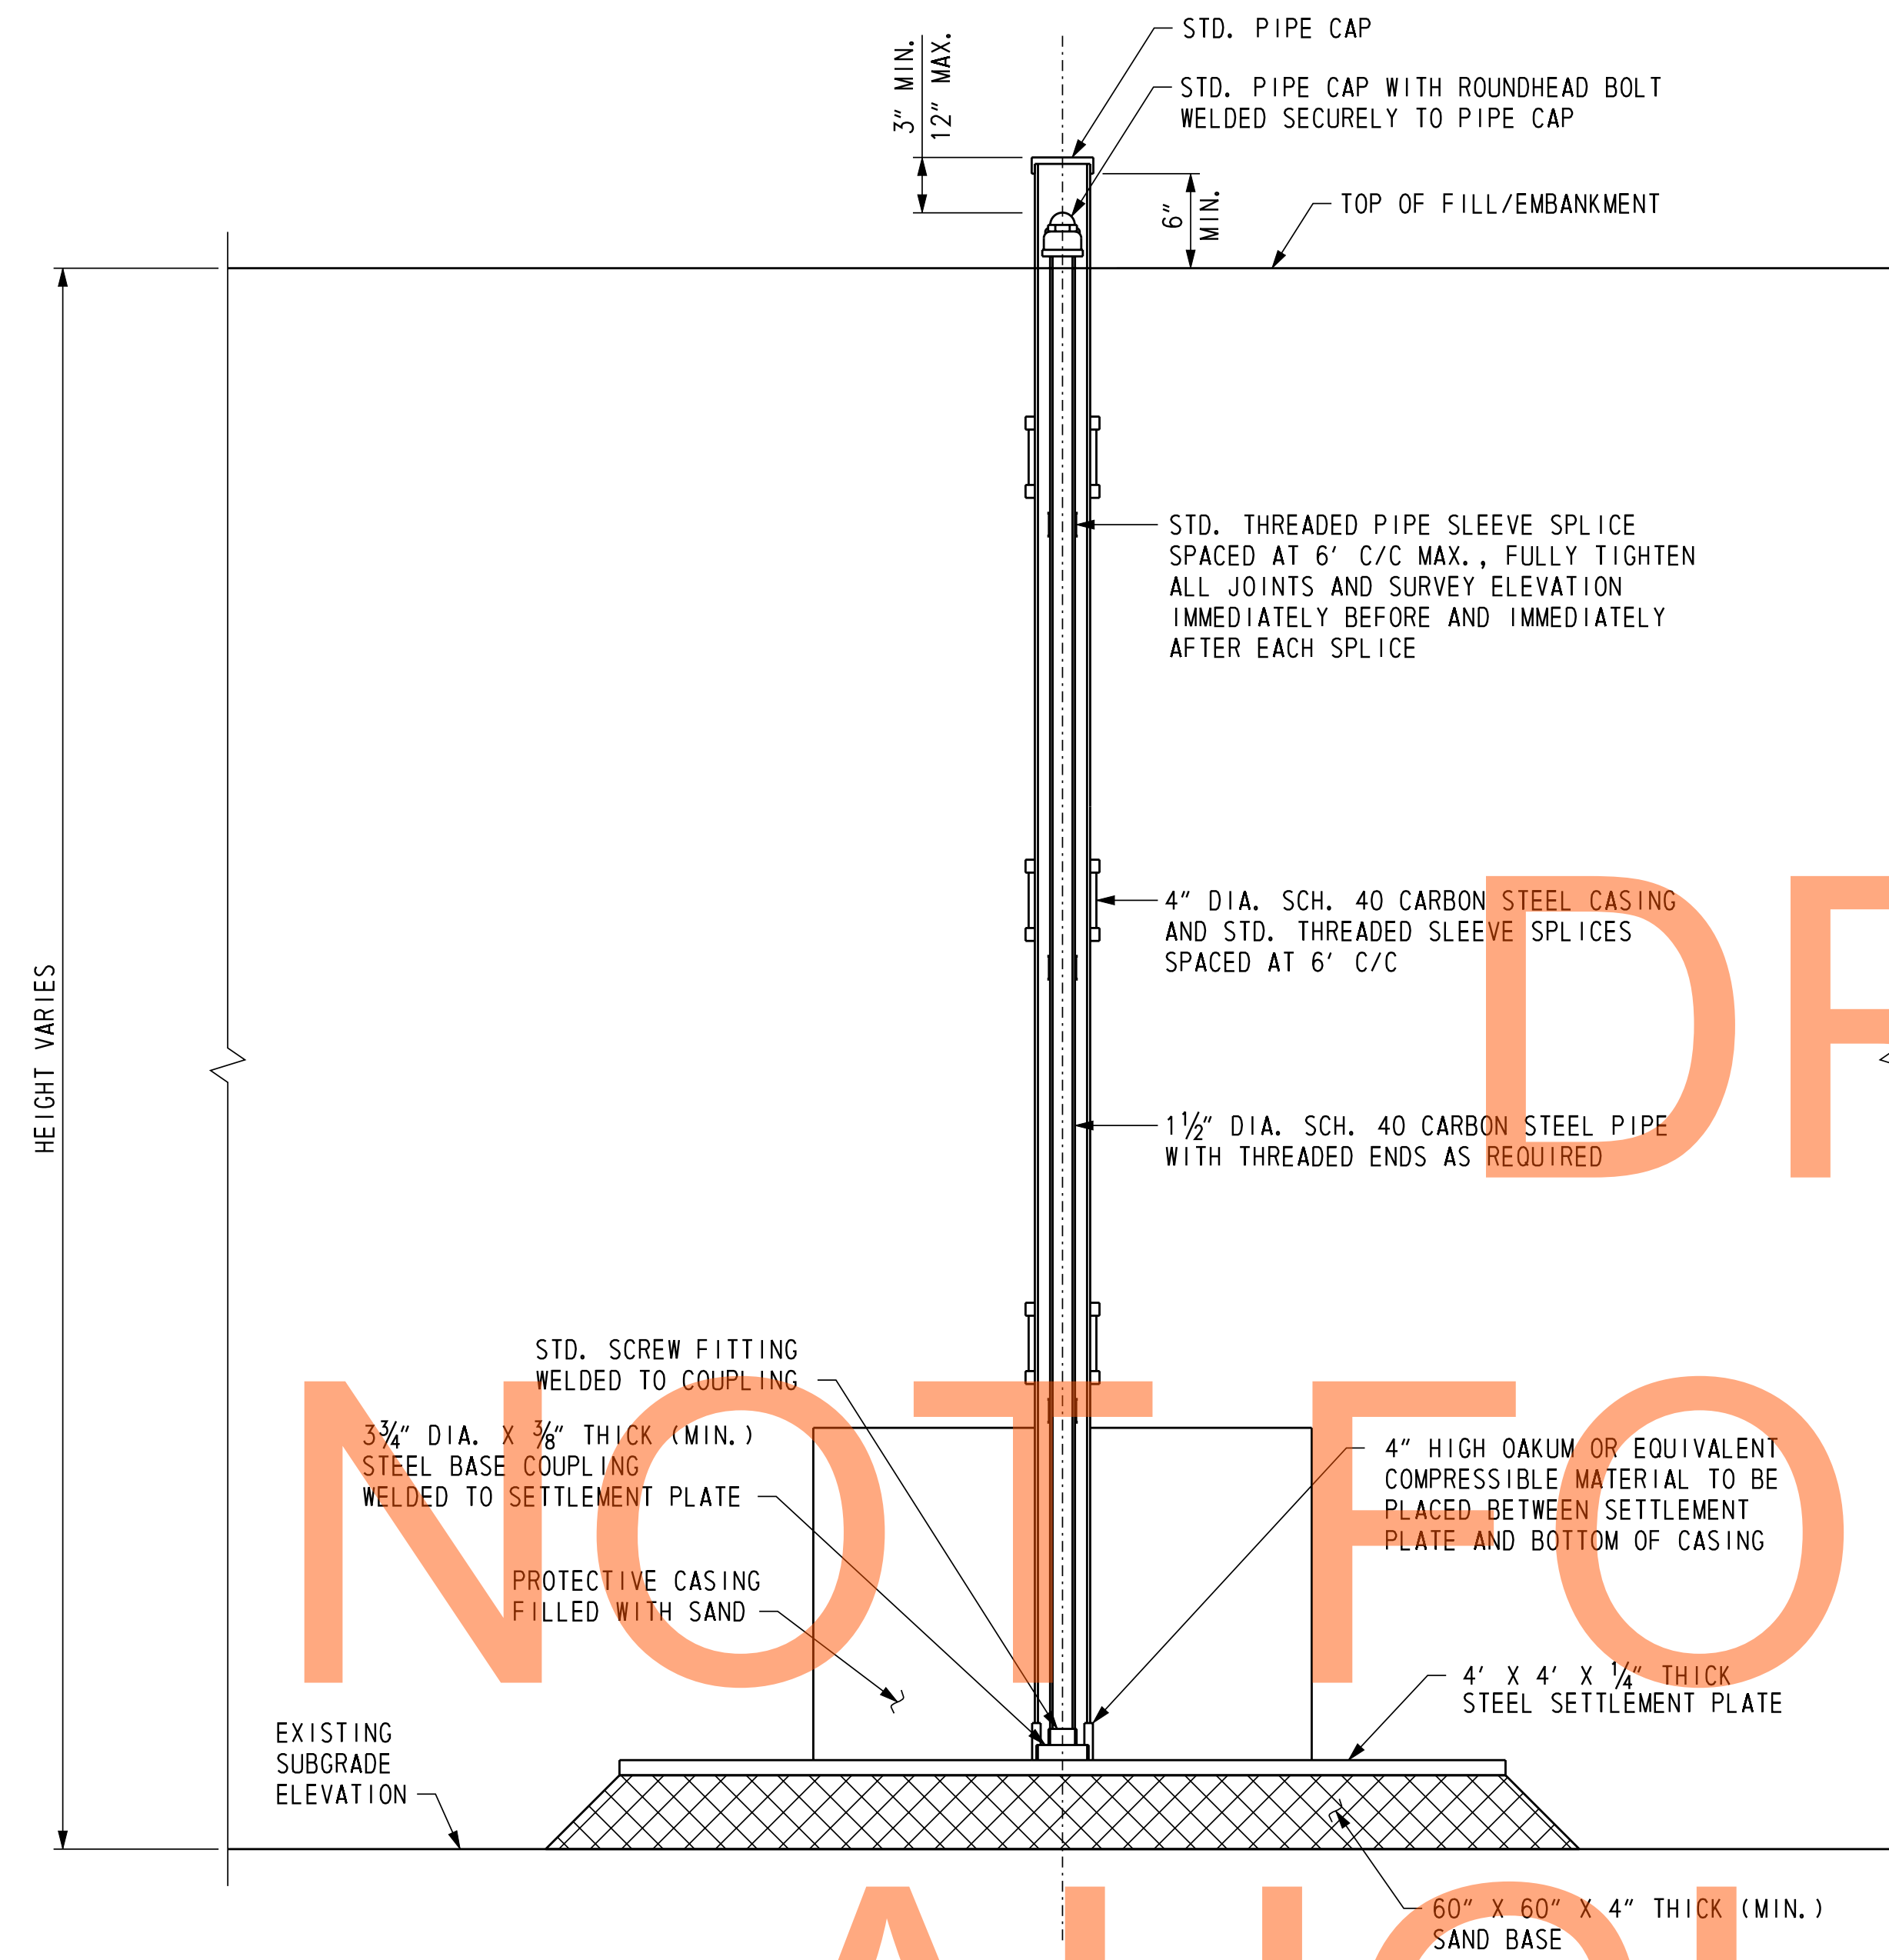 STD. PIPE CAP
3" MIN.
12" MAX.
STD. PIPE CAP WITH ROUNDHEAD BOLT
WELDED SECURELY TO PIPE CAP
6"
MIN.
TOP OF FILL/EMBANKMENT
STD. THREADED PIPE SLEEVE SPLICE
SPACED AT 6' C/C MAX., FULLY TIGHTEN
ALL JOINTS AND SURVEY ELEVATION
IMMEDIATELY BEFORE AND IMMEDIATELY
AFTER EACH SPLICE
4" DIA. SCH. 40 CARBON STEEL CASING
AND STD. THREADED SLEEVE SPLICES
SPACED AT 6' C/C
HEIGHT VARIES
1½" DIA. SCH. 40 CARBON STEEL PIPE
WITH THREADED ENDS AS REQUIRED
STD. SCREW FITTING
WELDED TO COUPLING
3¾" DIA. X ⅜" THICK (MIN.)
STEEL BASE COUPLING
WELDED TO SETTLEMENT PLATE
4" HIGH OAKUM OR EQUIVALENT
COMPRESSIBLE MATERIAL TO BE
PLACED BETWEEN SETTLEMENT
PLATE AND BOTTOM OF CASING
PROTECTIVE CASING
FILLED WITH SAND
4' X 4' X ¼" THICK
STEEL SETTLEMENT PLATE
EXISTING
SUBGRADE
ELEVATION
60" X 60" X 4" THICK (MIN.)
SAND BASE
NOT FO